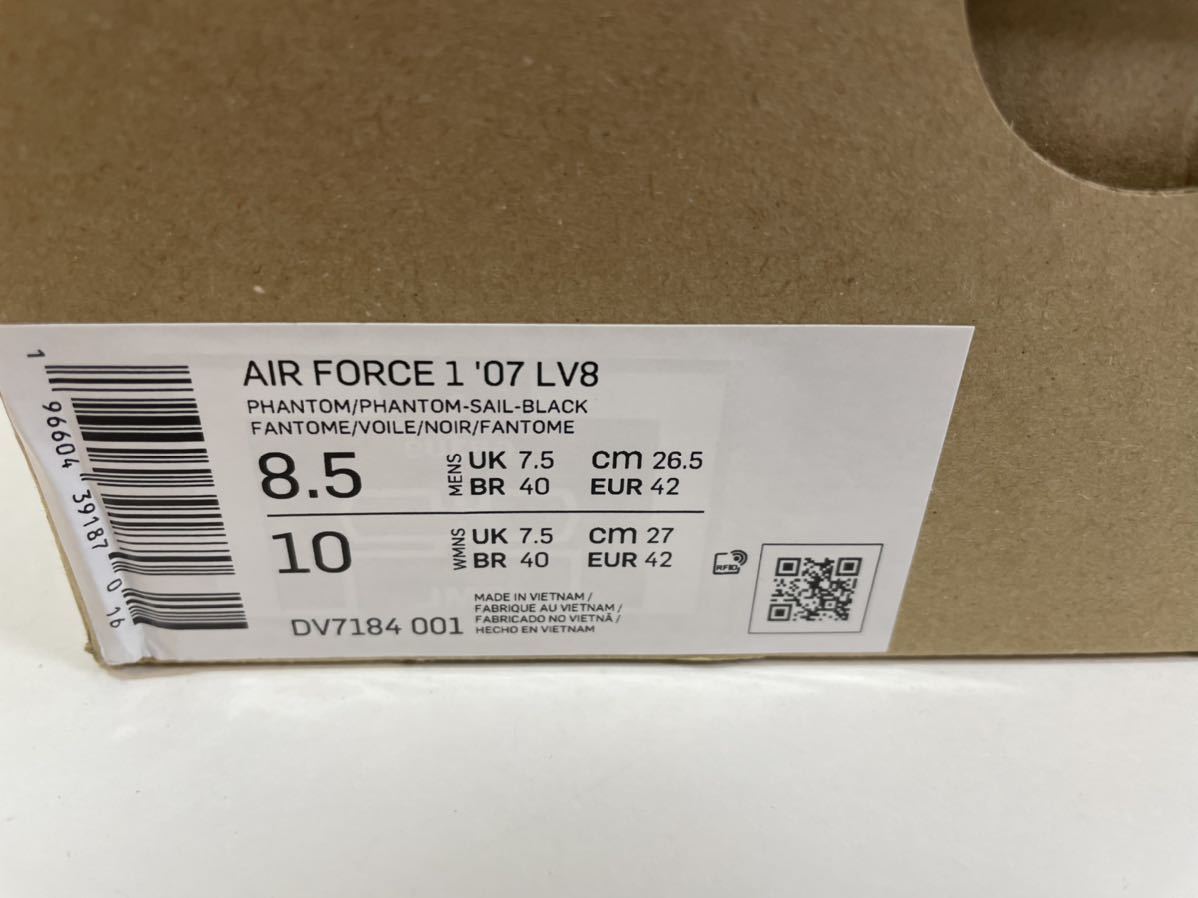 AIR FORCE 1 '07 LV8
PHANTOM/PHANTOM-SAIL-BLACK
FANTOME/VOILE/NOIR/FANTOME
8.5 MENS UK 7.5 cm 26.5
BR 40 EUR 42
10 WMNS UK 7.5 cm 27
BR 40 EUR 42
RFID
DV7184 001
MADE IN VIETNAM /
FABRIQUE AU VIETNAM /
FABRICADO NO VIETNÃ /
HECHO EN VIETNAM
1 96604 39187 0 16